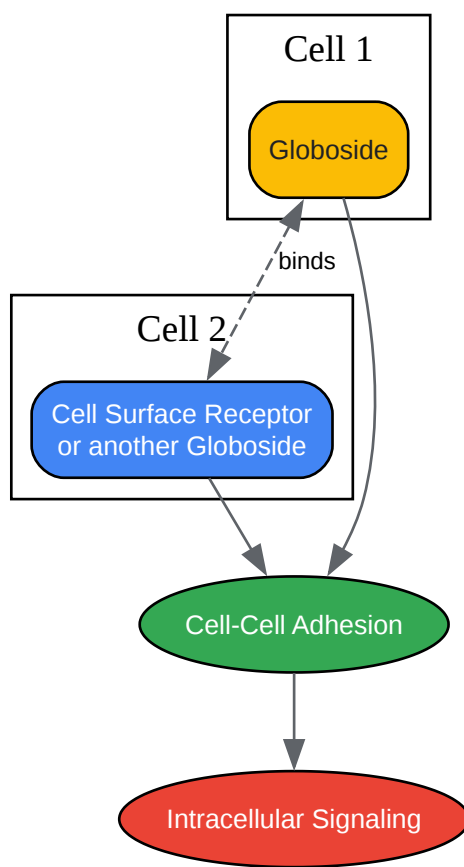 Cell 1
Globoside
binds
Cell 2
Cell Surface Receptor
or another Globoside
Cell-Cell Adhesion
Intracellular Signaling